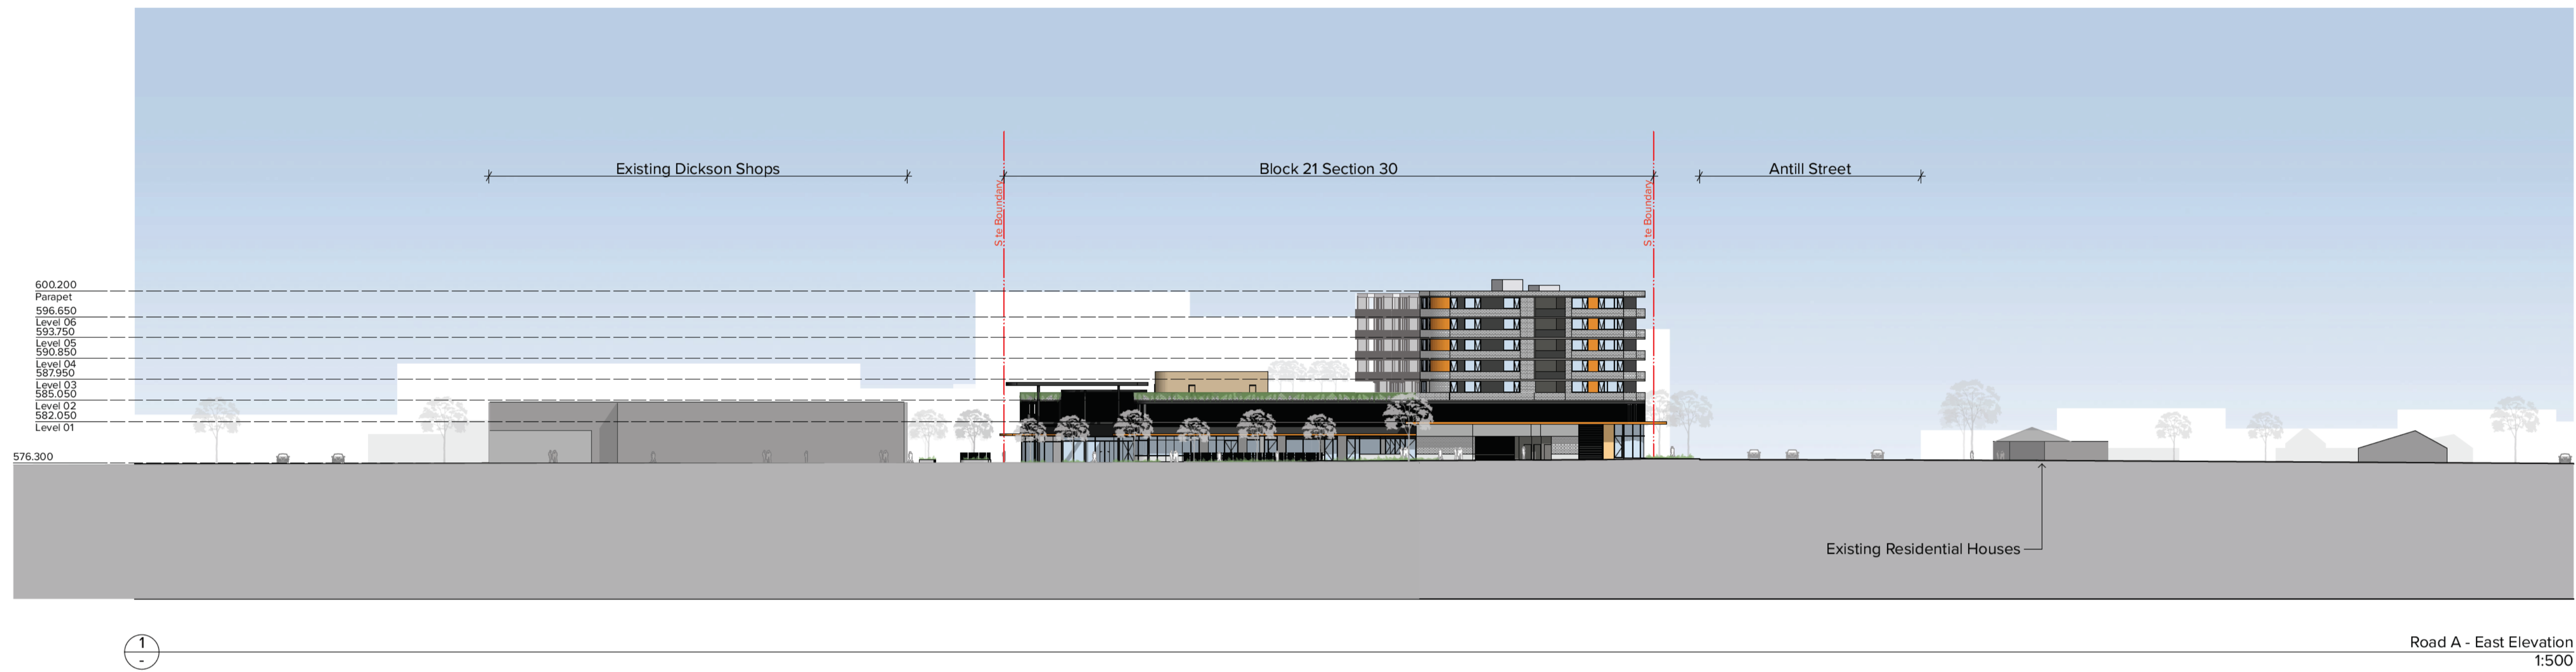 Existing Dickson Shops
Block 21 Section 30
Antill Street
S te Boundary
S te Boundary
600.200
Parapet
596.650
Level 06
593.750
Level 05
590.850
Level 04
587.950
Level 03
585.050
Level 02
582.050
Level 01
576.300
Existing Residential Houses
1
-
Road A - East Elevation
1:500